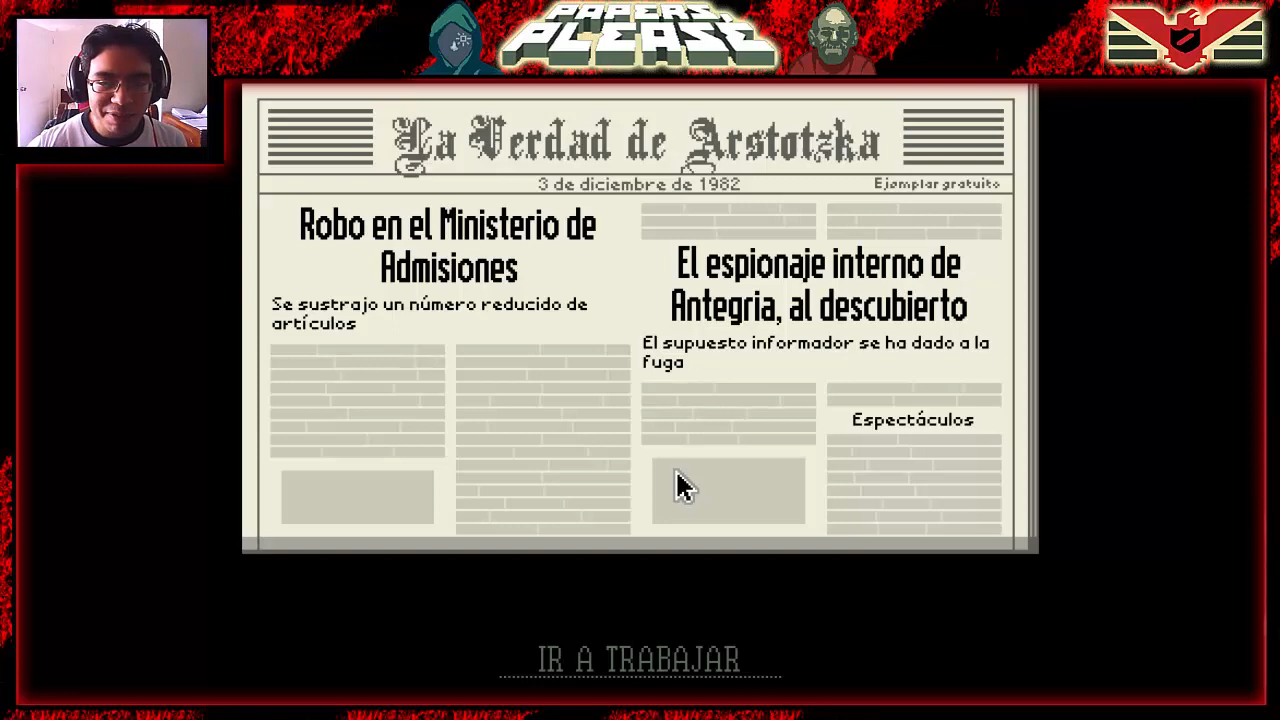 PAPERS,
PLEASE
La Verdad de Arstotzka
3 de diciembre de 1982
Ejemplar gratuito
Robo en el Ministerio de
Admisiones
Se sustrajo un número reducido de
artículos
El espionaje interno de
Antegria, al descubierto
El supuesto informador se ha dado a la
fuga
Espectáculos
IR A TRABAJAR